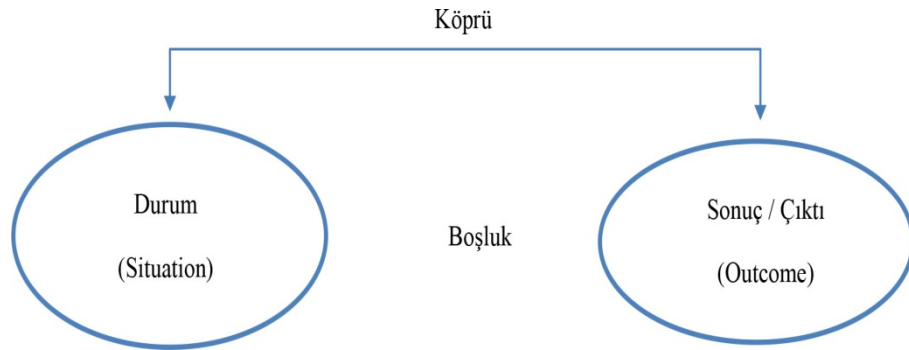 Köprü
Durum
(Situation)
Boşluk
Sonuç / Çıktı
(Outcome)